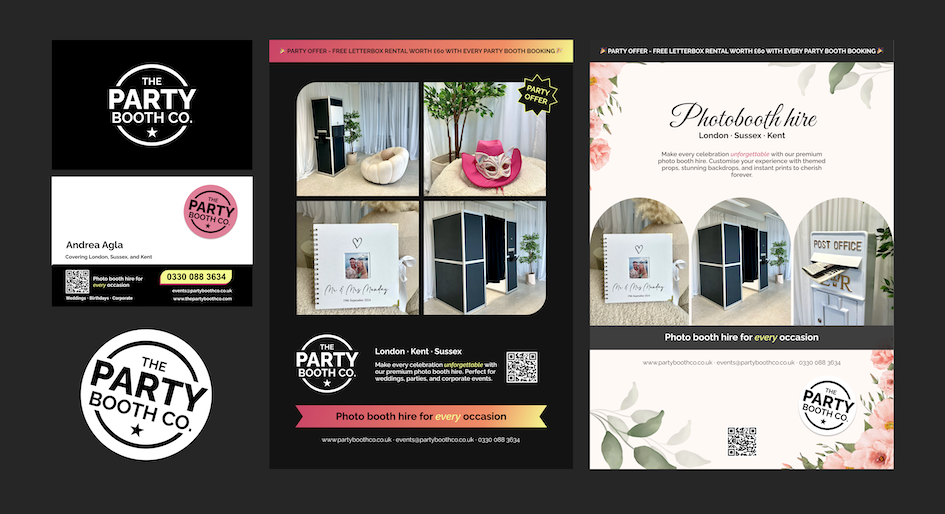 THE
PARTY
BOOTH CO.
THE
PARTY
BOOTH CO.
Andrea Agla
Covering London, Sussex, and Kent
Photo booth hire for
every occasion
0330 088 3634
events@partyboothco.uk
Weddings · Birthdays · Corporate
www.thepartyboothco.com
THE
PARTY
BOOTH CO.
🎉 PARTY OFFER - FREE LETTERBOX RENTAL WORTH £60 WITH EVERY PARTY BOOTH BOOKING 🎉
PARTY
OFFER
Mr & Mrs Munday
THE
PARTY
BOOTH CO.
London · Kent · Sussex
Make every celebration unforgettable with
our premium photo booth hire. Perfect for
weddings, parties, and corporate events.
Photo booth hire for every occasion
www.partyboothco.co.uk · events@partyboothco.uk · 0330 088 3634
🎉 PARTY OFFER - FREE LETTERBOX RENTAL WORTH £60 WITH EVERY PARTY BOOTH BOOKING 🎉
Photobooth hire
London · Sussex · Kent
Make every celebration unforgettable with our premium
photo booth hire. Customise your experience with themed
props, stunning backdrops, and instant prints to cherish
forever.
Mr & Mrs Munday
POST OFFICE
R
Photo booth hire for every occasion
www.partyboothco.co.uk · events@partyboothco.uk · 0330 088 3634
THE
PARTY
BOOTH CO.